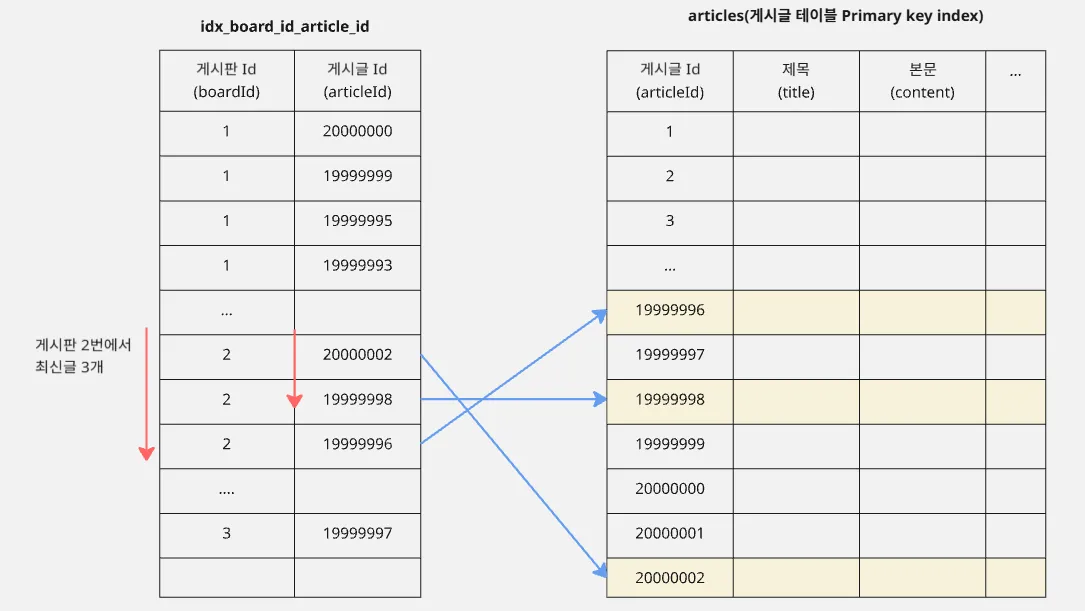 idx_board_id_article_id
게시판 Id
(boardId)
게시글 Id
(articleId)
1
20000000
1
19999999
1
19999995
1
19999993
...
2
20000002
2
19999998
2
19999996
....
3
19999997
게시판 2번에서
최신글 3개
articles(게시글 테이블 Primary key index)
게시글 Id
(articleId)
제목
(title)
본문
(content)
...
1
2
3
...
19999996
19999997
19999998
19999999
20000000
20000001
20000002